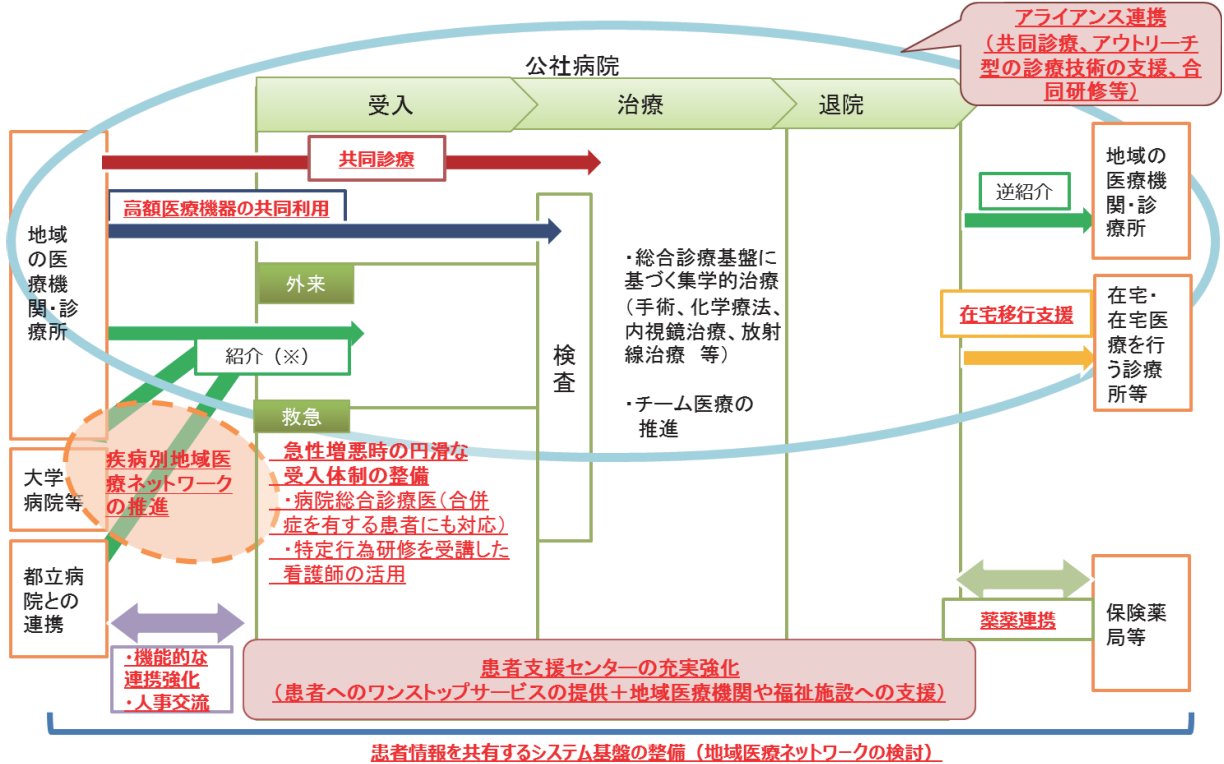 アライアンス連携
（共同診療、アウトリーチ
型の診療技術の支援、合
同研修等）
公社病院
受入
治療
退院
地域
の医
療機
関・診
療所
大学
病院等
都立病
院との
連携
共同診療
高額医療機器の共同利用
外来
紹介（※）
救急
疾病別地域医
療ネットワーク
の推進
急性増悪時の円滑な
受入体制の整備
・病院総合診療医（合併
症を有する患者にも対応）
・特定行為研修を受講した
看護師の活用
検
査
・総合診療基盤に
基づく集学的治療
（手術、化学療法、
内視鏡治療、放射
線治療　等）
・チーム医療の
推進
逆紹介
地域の
医療機
関・診
療所
在宅移行支援
在宅・
在宅医
療を行
う診療
所等
薬薬連携
保険薬
局等
・機能的な
連携強化
・人事交流
患者支援センターの充実強化
（患者へのワンストップサービスの提供＋地域医療機関や福祉施設への支援）
患者情報を共有するシステム基盤の整備（地域医療ネットワークの検討）